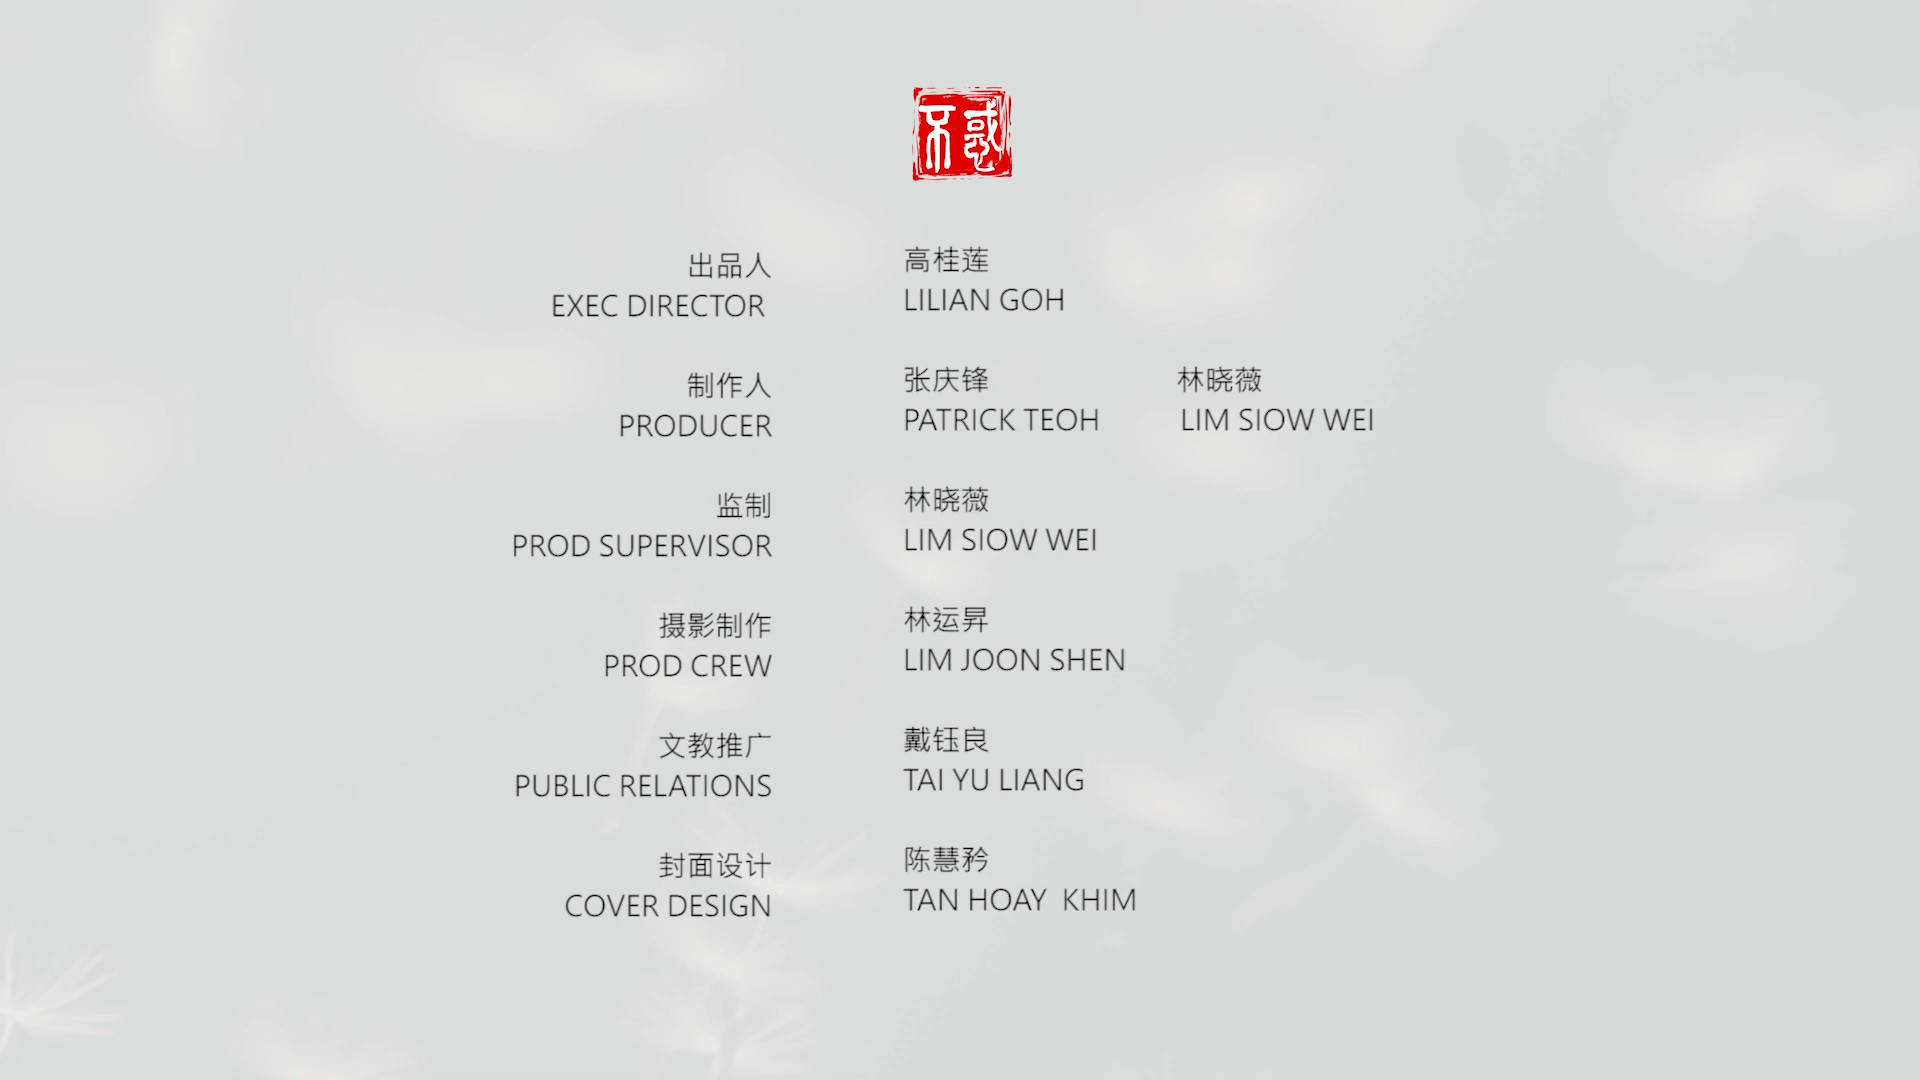 不惑
出品人 高桂莲
EXEC DIRECTOR LILIAN GOH
制作人 张庆锋 林晓薇
PRODUCER PATRICK TEOH LIM SIOW WEI
监制 林晓薇
PROD SUPERVISOR LIM SIOW WEI
摄影制作 林运昇
PROD CREW LIM JOON SHEN
文教推广 戴钰良
PUBLIC RELATIONS TAI YU LIANG
封面设计 陈慧矜
COVER DESIGN TAN HOAY KHIM